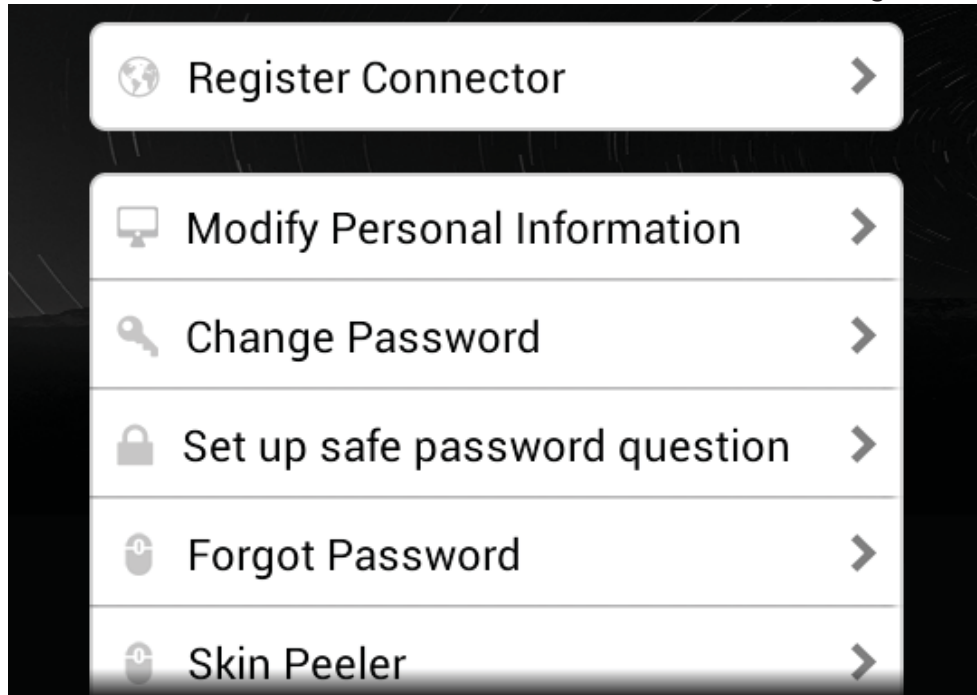 Register Connector
Modify Personal Information
Change Password
Set up safe password question
Forgot Password
Skin Peeler